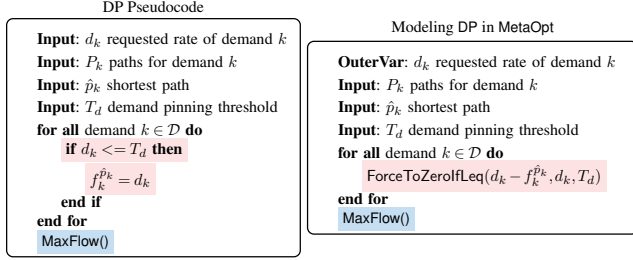 DP Pseudocode
Input: d_k requested rate of demand k
Input: P_k paths for demand k
Input: p̂_k shortest path
Input: T_d demand pinning threshold
for all demand k ∈ 𝒟 do
if d_k <= T_d then
f_k^{p̂_k} = d_k
end if
end for
MaxFlow()
Modeling DP in MetaOpt
OuterVar: d_k requested rate of demand k
Input: P_k paths for demand k
Input: p̂_k shortest path
Input: T_d demand pinning threshold
for all demand k ∈ 𝒟 do
ForceToZeroIfLeq(d_k − f_k^{p̂_k}, d_k, T_d)
end for
MaxFlow()